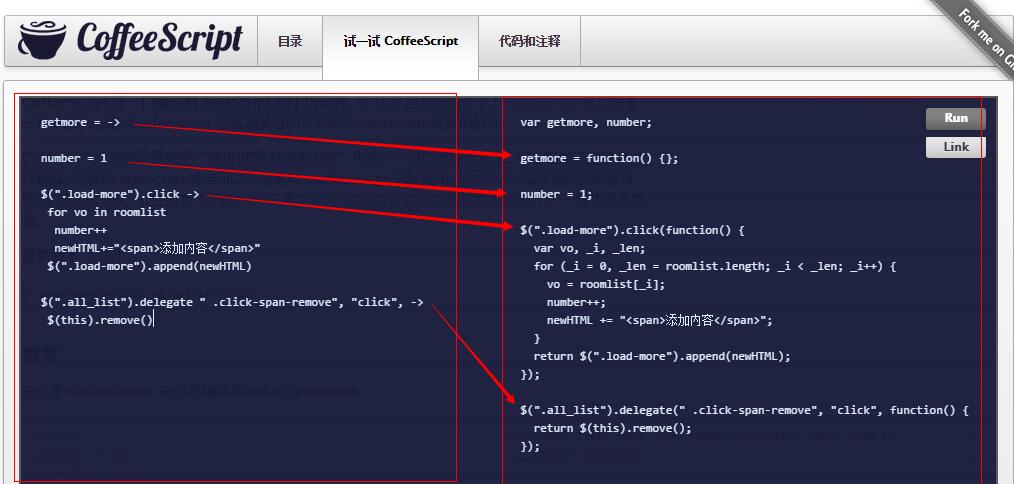 CoffeeScript
目录
试一试 CoffeeScript
代码和注释
Fork me on Gi
getmore = ->
number = 1
$(".load-more").click ->
for vo in roomlist
number++
newHTML+="<span>添加内容</span>"
$(".load-more").append(newHTML)
$(".all_list").delegate " .click-span-remove", "click", ->
$(this).remove()
概览
左边是 CoffeeScript, 右边是编译后输出的 JavaScript.
var getmore, number;
Run
Link
getmore = function() {};
number = 1;
$(".load-more").click(function() {
var vo, _i, _len;
for (_i = 0, _len = roomlist.length; _i < _len; _i++) {
vo = roomlist[_i];
number++;
newHTML += "<span>添加内容</span>";
}
return $(".load-more").append(newHTML);
});
$(".all_list").delegate(" .click-span-remove", "click", function() {
return $(this).remove();
});